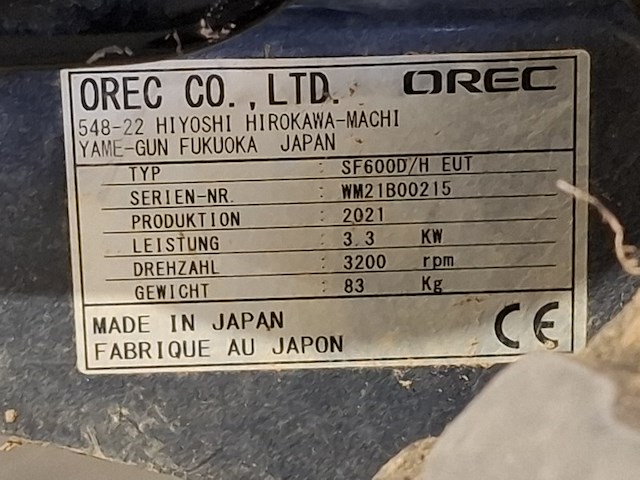 OREC CO.,LTD. OREC
548-22 HIYOSHI HIROKAWA-MACHI
YAME-GUN FUKUOKA JAPAN
TYP : SF600D/H EUT
SERIEN-NR. : WM21B00215
PRODUKTION : 2021
LEISTUNG : 3.3 KW
DREHZAHL : 3200 rpm
GEWICHT : 83 Kg
MADE IN JAPAN
FABRIQUE AU JAPON
CE